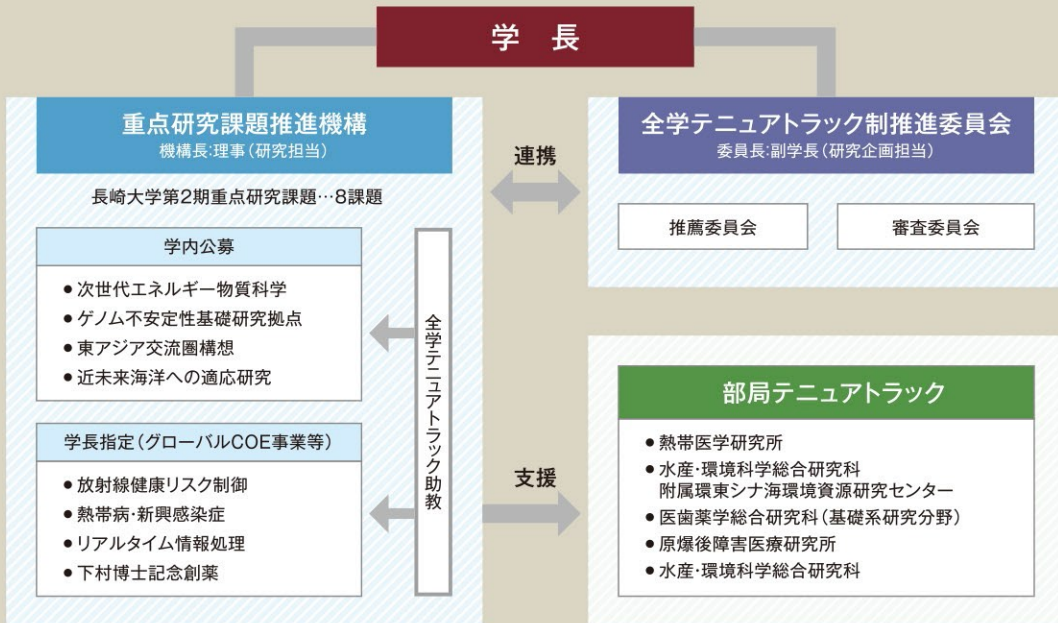 学 長
重点研究課題推進機構
機構長:理事(研究担当)
長崎大学第2期重点研究課題…8課題
学内公募
● 次世代エネルギー物質科学
● ゲノム不安定性基礎研究拠点
● 東アジア交流圏構想
● 近未来海洋への適応研究
学長指定(グローバルCOE事業等)
● 放射線健康リスク制御
● 熱帯病・新興感染症
● リアルタイム情報処理
● 下村博士記念創薬
全学テニュアトラック助教
連携
支援
全学テニュアトラック制推進委員会
委員長:副学長(研究企画担当)
推薦委員会
審査委員会
部局テニュアトラック
● 熱帯医学研究所
● 水産・環境科学総合研究科
附属環東シナ海環境資源研究センター
● 医歯薬学総合研究科(基礎系研究分野)
● 原爆後障害医療研究所
● 水産・環境科学総合研究科